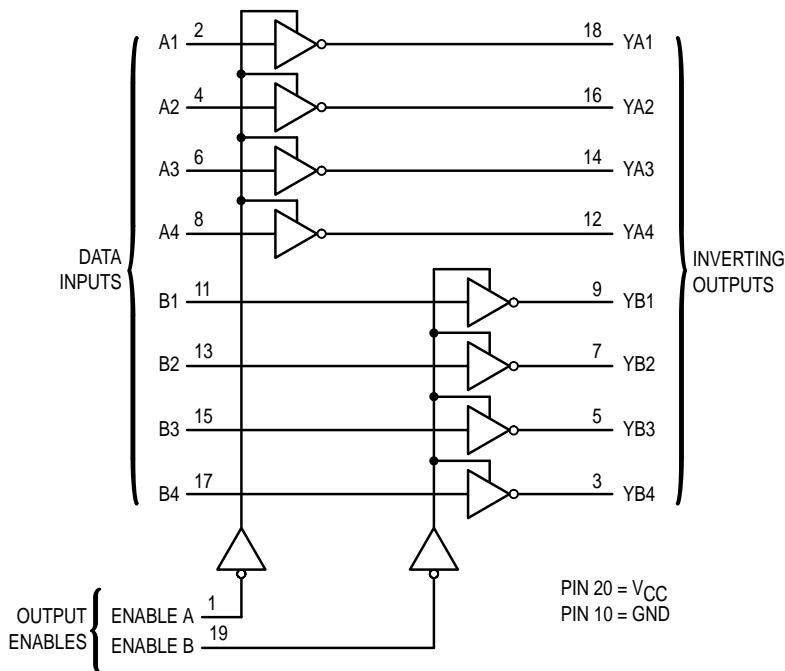 A1 2 18 YA1
A2 4 16 YA2
A3 6 14 YA3
A4 8 12 YA4
DATA
INPUTS
INVERTING
OUTPUTS
B1 11 9 YB1
B2 13 7 YB2
B3 15 5 YB3
B4 17 3 YB4
OUTPUT
ENABLES
ENABLE A 1
ENABLE B 19
PIN 20 = VCC
PIN 10 = GND